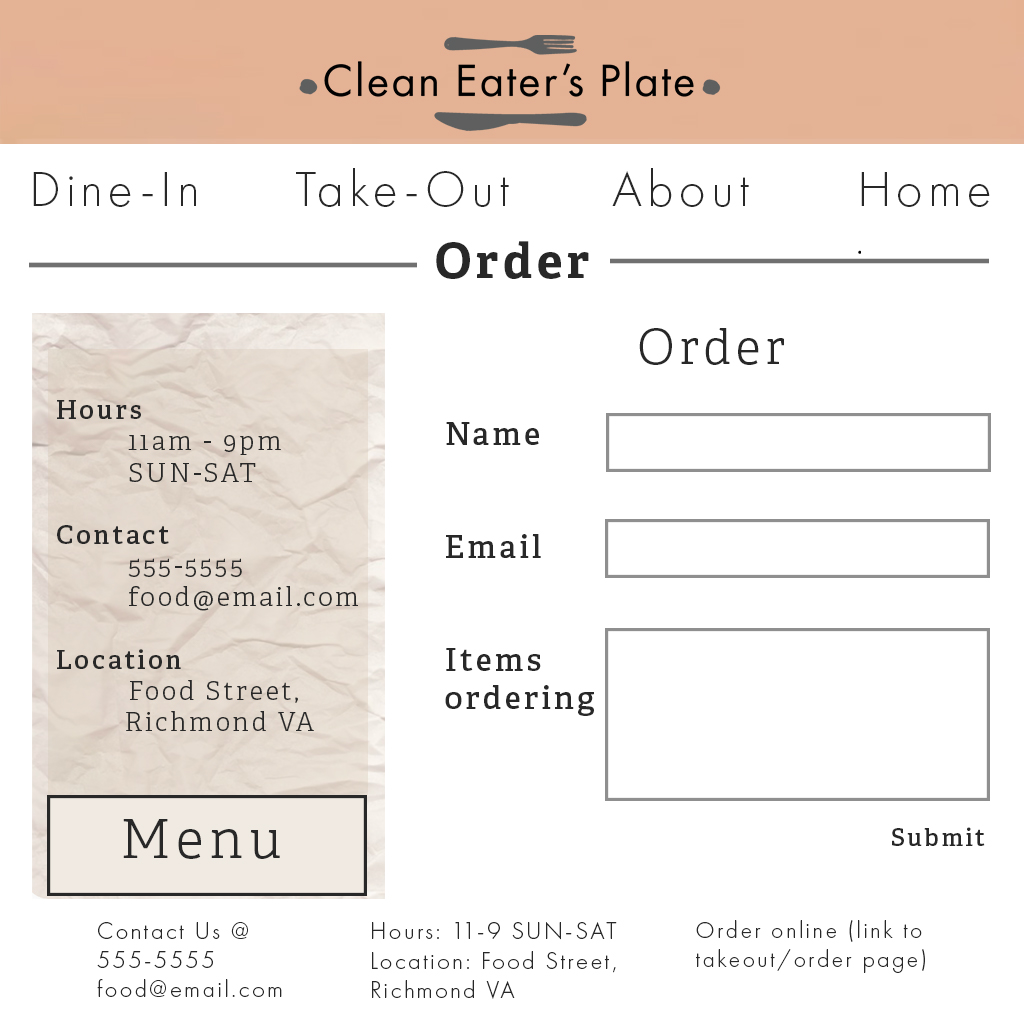 Clean Eater’s Plate
Dine-In Take-Out About Home
Order
Hours
11am - 9pm
SUN-SAT
Contact
555-5555
food@email.com
Location
Food Street,
Richmond VA
Menu
Order
Name
Email
Items
ordering
Submit
Contact Us @
555-5555
food@email.com
Hours: 11-9 SUN-SAT
Location: Food Street,
Richmond VA
Order online (link to
takeout/order page)